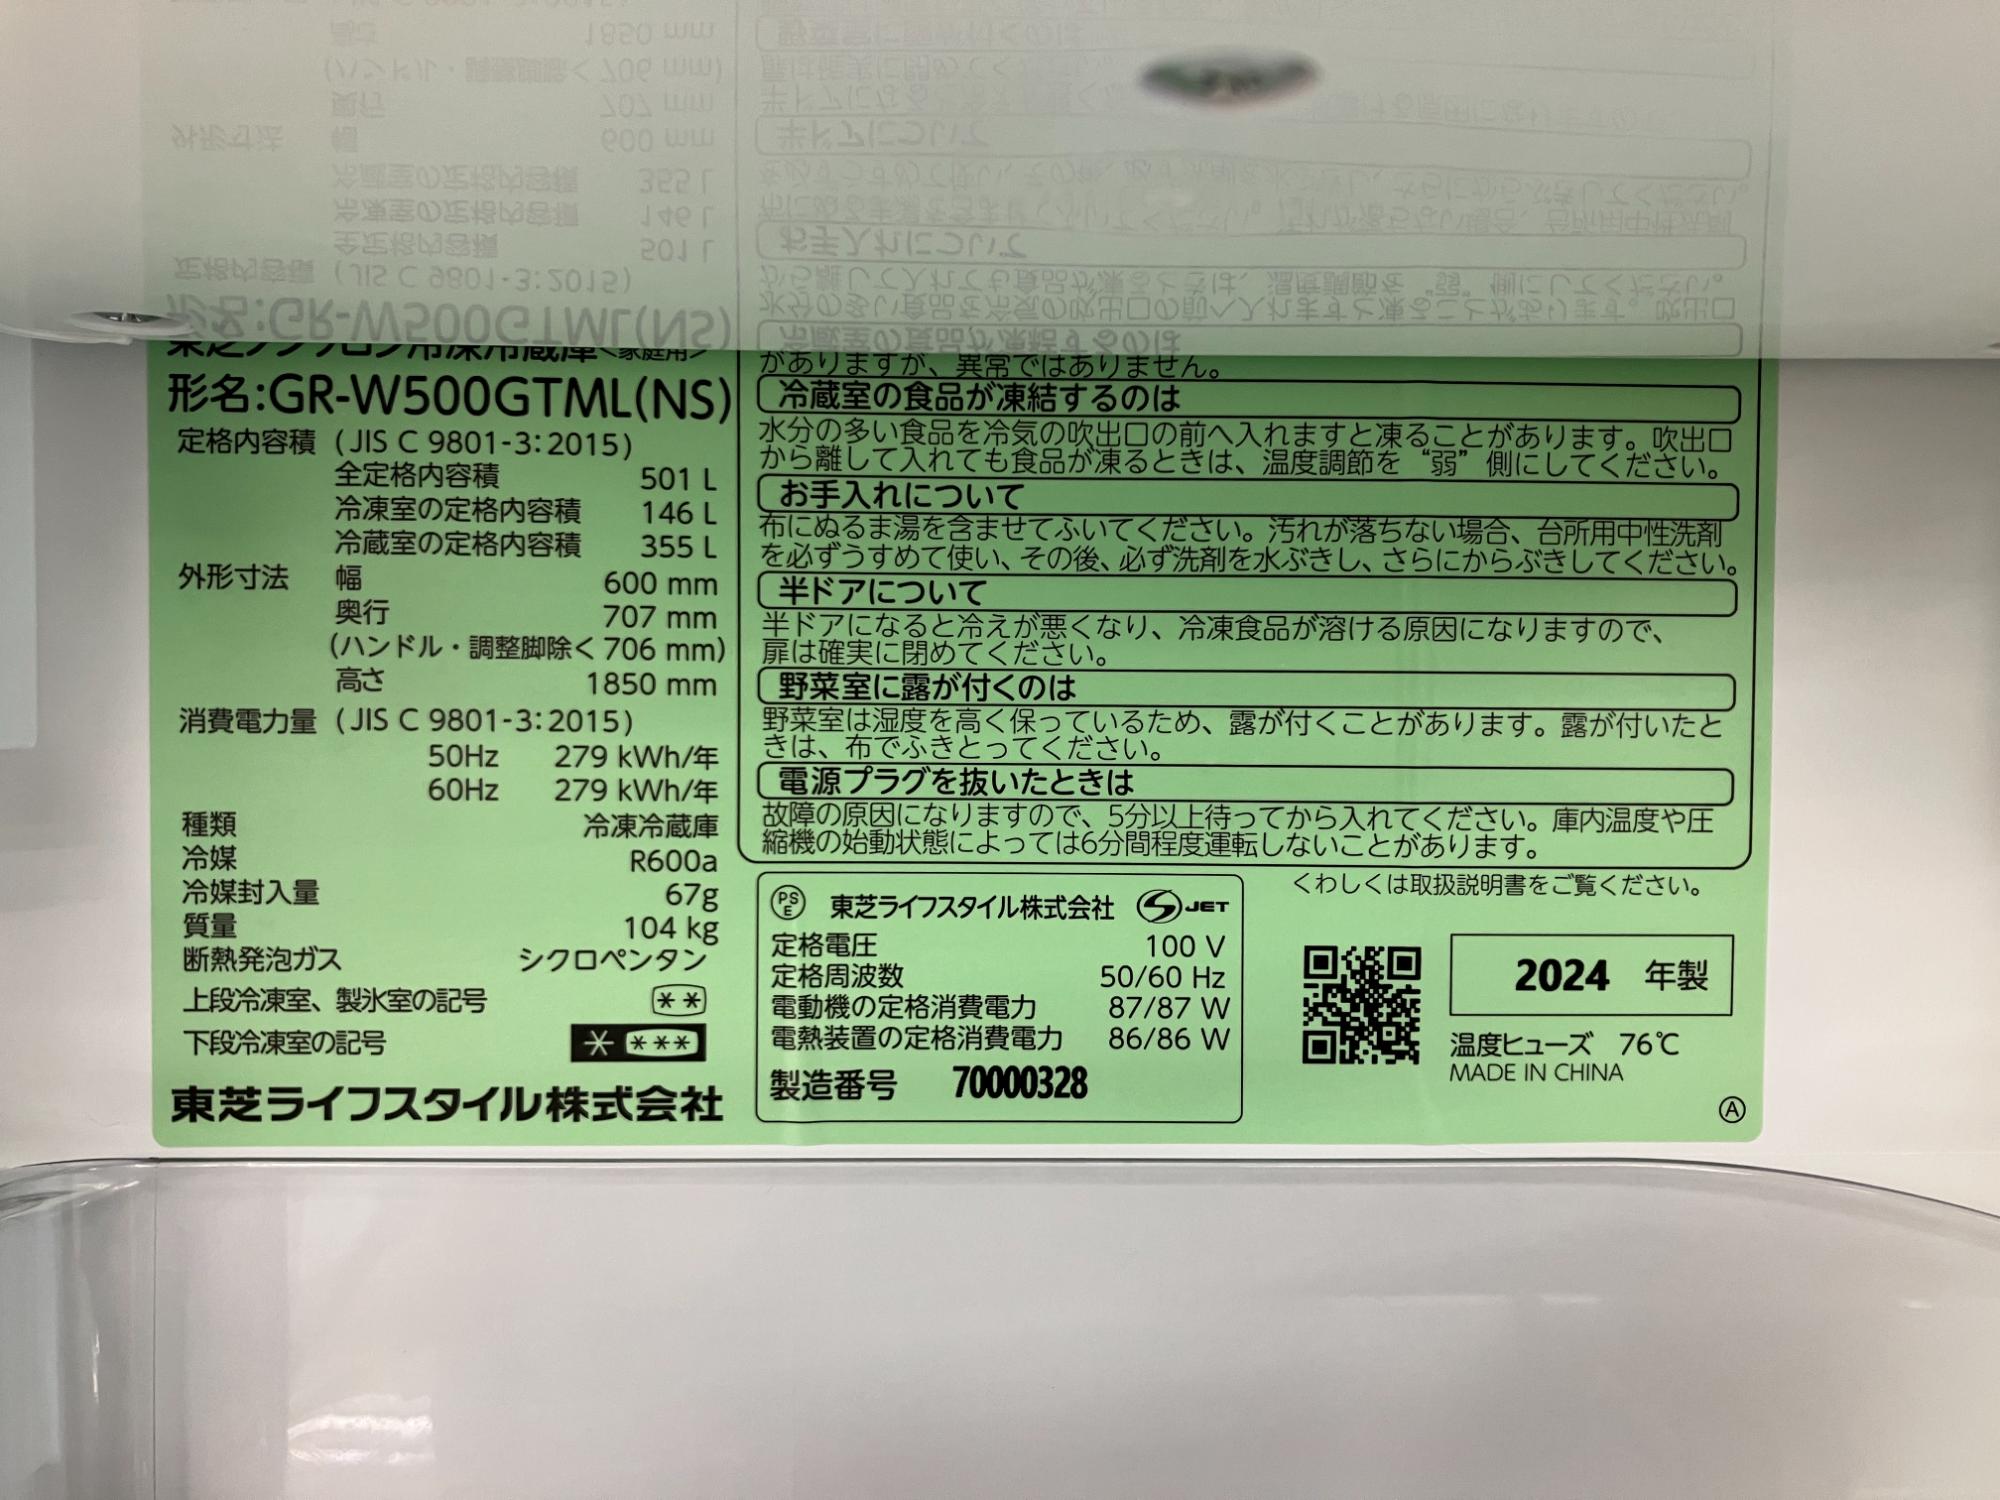 東芝ノンフロン冷凍冷蔵庫<家庭用>
形名:GR-W500GTML(NS)
定格内容積 (JIS C 9801-3:2015)
全定格内容積 501 L
冷凍室の定格内容積 146 L
冷蔵室の定格内容積 355 L
外形寸法 幅 600 mm
奥行 707 mm
(ハンドル・調整脚除く 706 mm)
高さ 1850 mm
消費電力量 (JIS C 9801-3:2015)
50Hz 279 kWh/年
60Hz 279 kWh/年
種類 冷凍冷蔵庫
冷媒 R600a
冷媒封入量 67g
質量 104 kg
断熱発泡ガス シクロペンタン
上段冷凍室、製氷室の記号 **
下段冷凍室の記号 * ***
東芝ライフスタイル株式会社
がありますが、異常ではありません。
冷蔵室の食品が凍結するのは
水分の多い食品を冷気の吹出口の前へ入れますと凍ることがあります。吹出口
から離して入れても食品が凍るときは、温度調節を“弱”側にしてください。
お手入れについて
布にぬるま湯を含ませてふいてください。汚れが落ちない場合、台所用中性洗剤
を必ずうすめて使い、その後、必ず洗剤を水ぶきし、さらにからぶきしてください。
半ドアについて
半ドアになると冷えが悪くなり、冷凍食品が溶ける原因になりますので、
扉は確実に閉めてください。
野菜室に露が付くのは
野菜室は湿度を高く保っているため、露が付くことがあります。露が付いたと
きは、布でふきとってください。
電源プラグを抜いたときは
故障の原因になりますので、5分以上待ってから入れてください。庫内温度や圧
縮機の始動状態によっては6分間程度運転しないことがあります。
くわしくは取扱説明書をご覧ください。
PSE 東芝ライフスタイル株式会社 S JET
定格電圧 100 V
定格周波数 50/60 Hz
電動機の定格消費電力 87/87 W
電熱装置の定格消費電力 86/86 W
製造番号 70000328
2024 年製
温度ヒューズ 76℃
MADE IN CHINA
Ⓐ